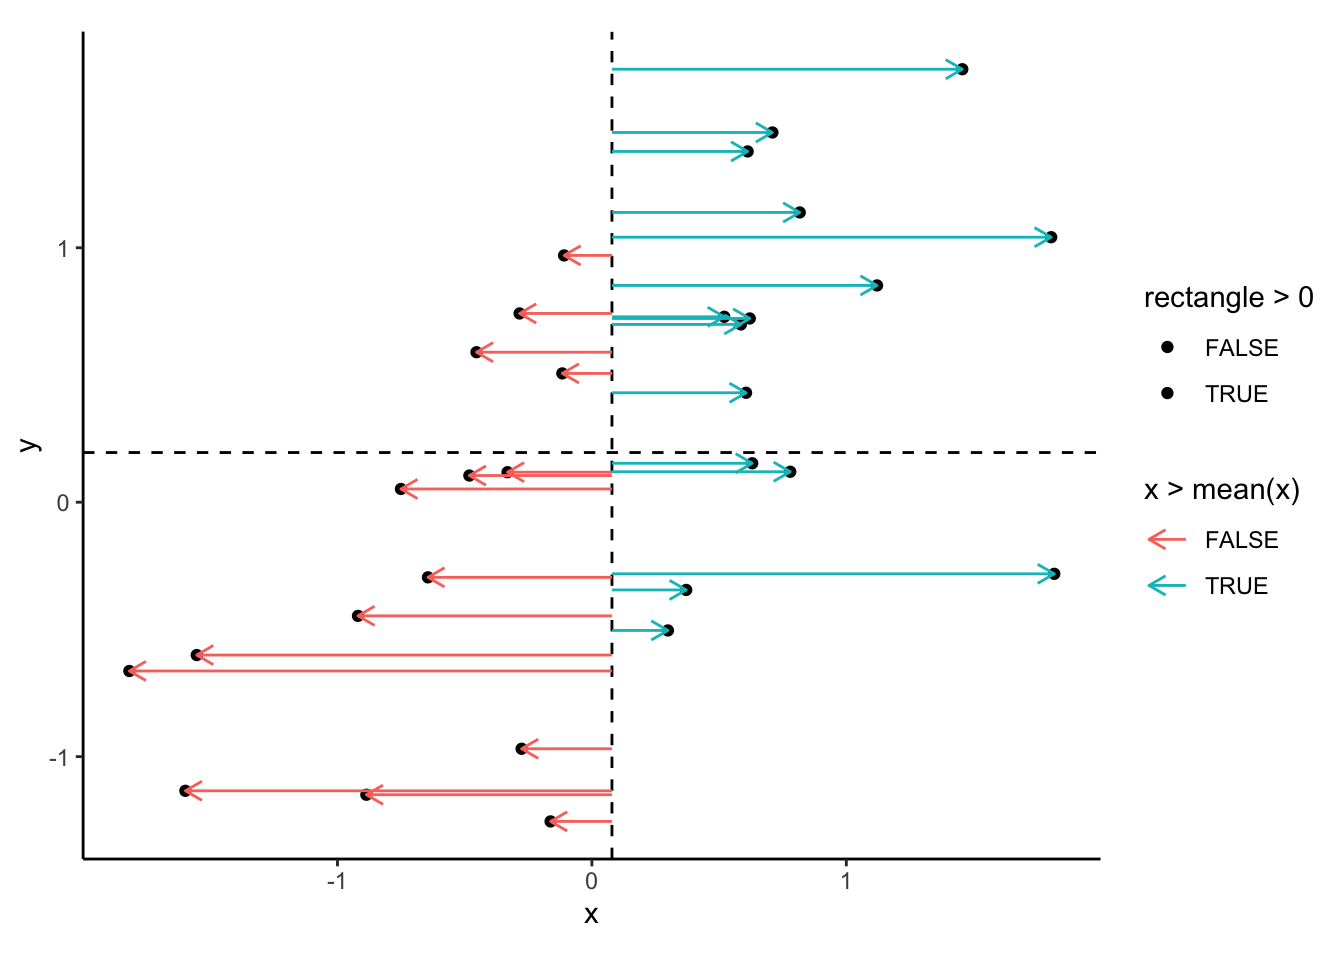 1
0
-1
y
-1
0
1
x
rectangle > 0
FALSE
TRUE
x > mean(x)
FALSE
TRUE